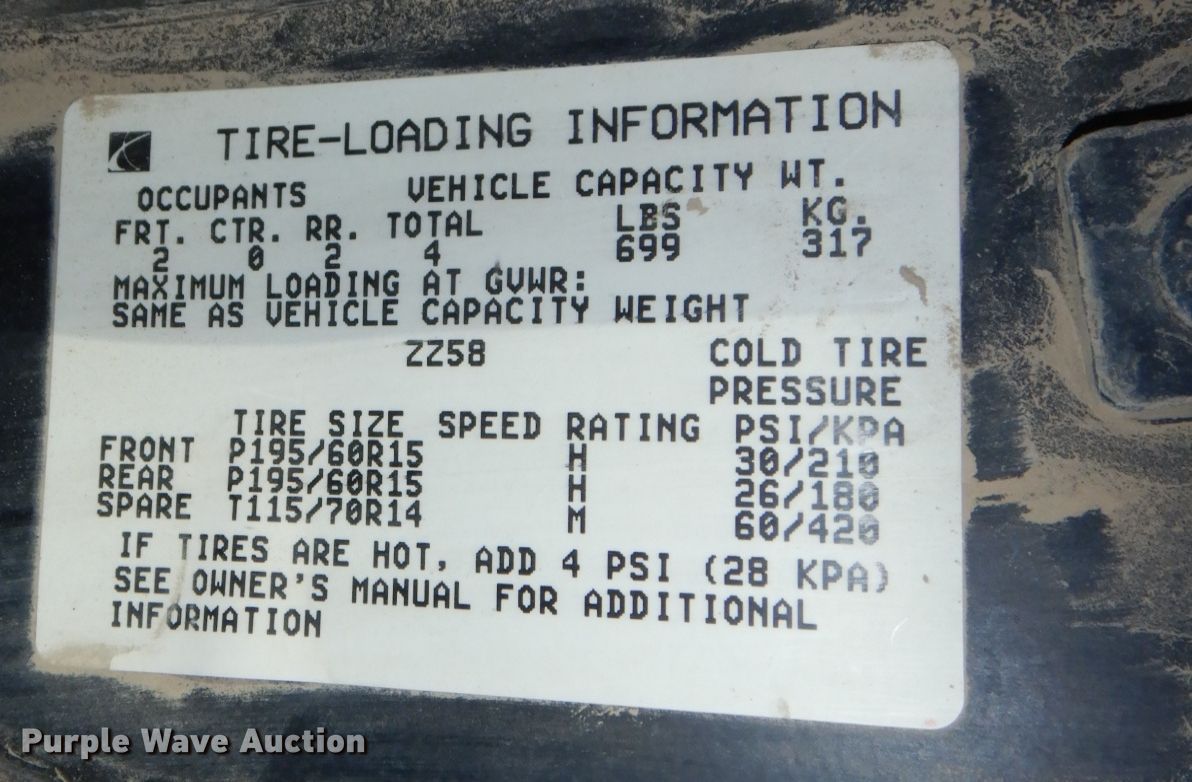 TIRE-LOADING INFORMATION
OCCUPANTS VEHICLE CAPACITY WT.
FRT. CTR. RR. TOTAL LBS KG.
2 0 2 4 699 317
MAXIMUM LOADING AT GVWR:
SAME AS VEHICLE CAPACITY WEIGHT
ZZ58 COLD TIRE
PRESSURE
TIRE SIZE SPEED RATING PSI/KPA
FRONT P195/60R15 H 30/210
REAR P195/60R15 H 26/180
SPARE T115/70R14 M 60/420
IF TIRES ARE HOT, ADD 4 PSI (28 KPA)
SEE OWNER'S MANUAL FOR ADDITIONAL
INFORMATION
Purple Wave Auction